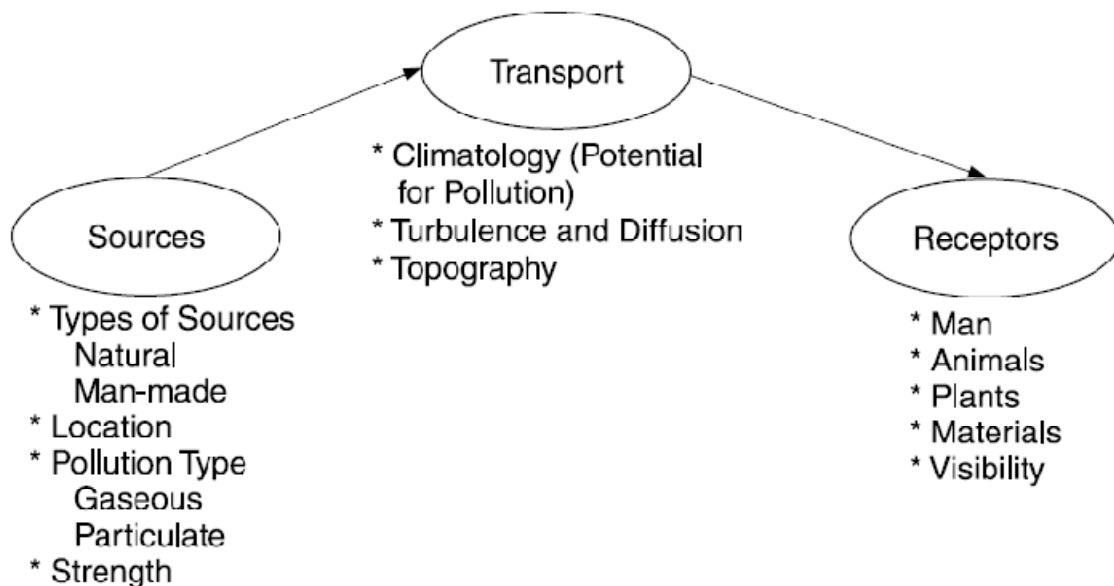 Transport
* Climatology (Potential
for Pollution)
* Turbulence and Diffusion
* Topography
Sources
* Types of Sources
Natural
Man-made
* Location
* Pollution Type
Gaseous
Particulate
* Strength
Receptors
* Man
* Animals
* Plants
* Materials
* Visibility